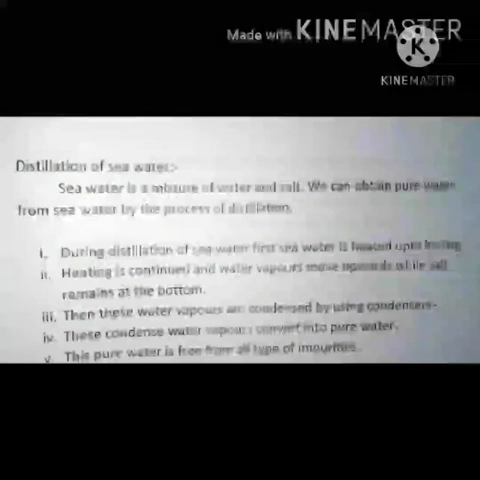 Made with KINEMASTER
KINEMASTER
Distillation of sea water:-
Sea water is a mixture of water and salt. We can obtain pure water
from sea water by the process of distillation.
i. During distillation of sea water first sea water is heated upto boiling
ii. Heating is continued and water vapours move upwards while salt
remains at the bottom.
iii. Then these water vapours are condensed by using condensers-
iv. These condense water vapours convert into pure water.
v. This pure water is free from all type of impurities.